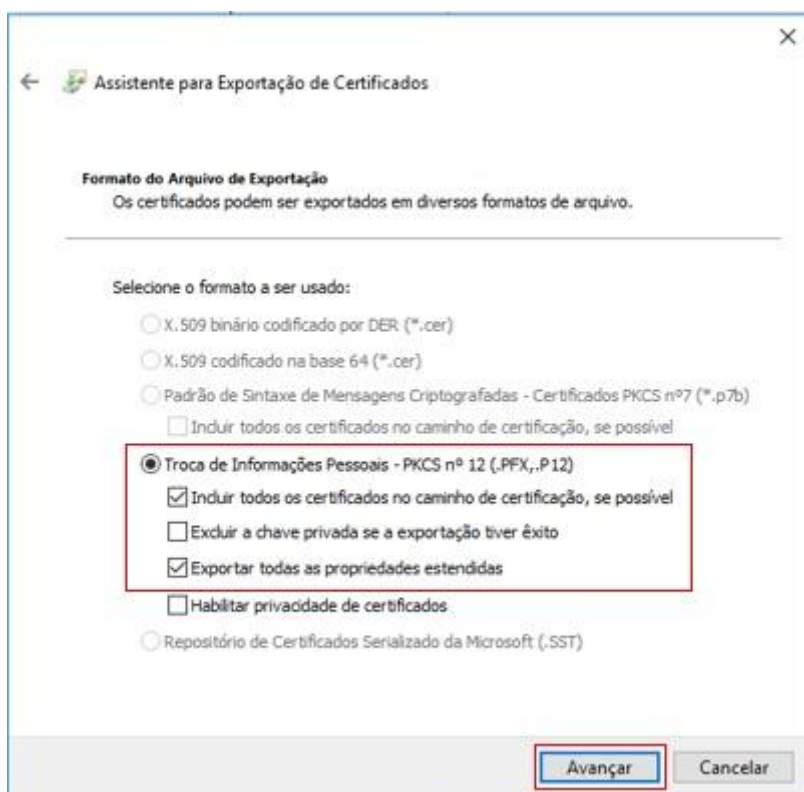 Assistente para Exportação de Certificados
Formato do Arquivo de Exportação
Os certificados podem ser exportados em diversos formatos de arquivo.
Selecione o formato a ser usado:
X.509 binário codificado por DER (*.cer)
X.509 codificado na base 64 (*.cer)
Padrão de Sintaxe de Mensagens Criptografadas - Certificados PKCS nº7 (*.p7b)
Incluir todos os certificados no caminho de certificação, se possível
Troca de Informações Pessoais - PKCS nº 12 (.PFX,.P12)
Incluir todos os certificados no caminho de certificação, se possível
Excluir a chave privada se a exportação tiver êxito
Exportar todas as propriedades estendidas
Habilitar privacidade de certificados
Repositório de Certificados Serializado da Microsoft (.SST)
Avançar Cancelar